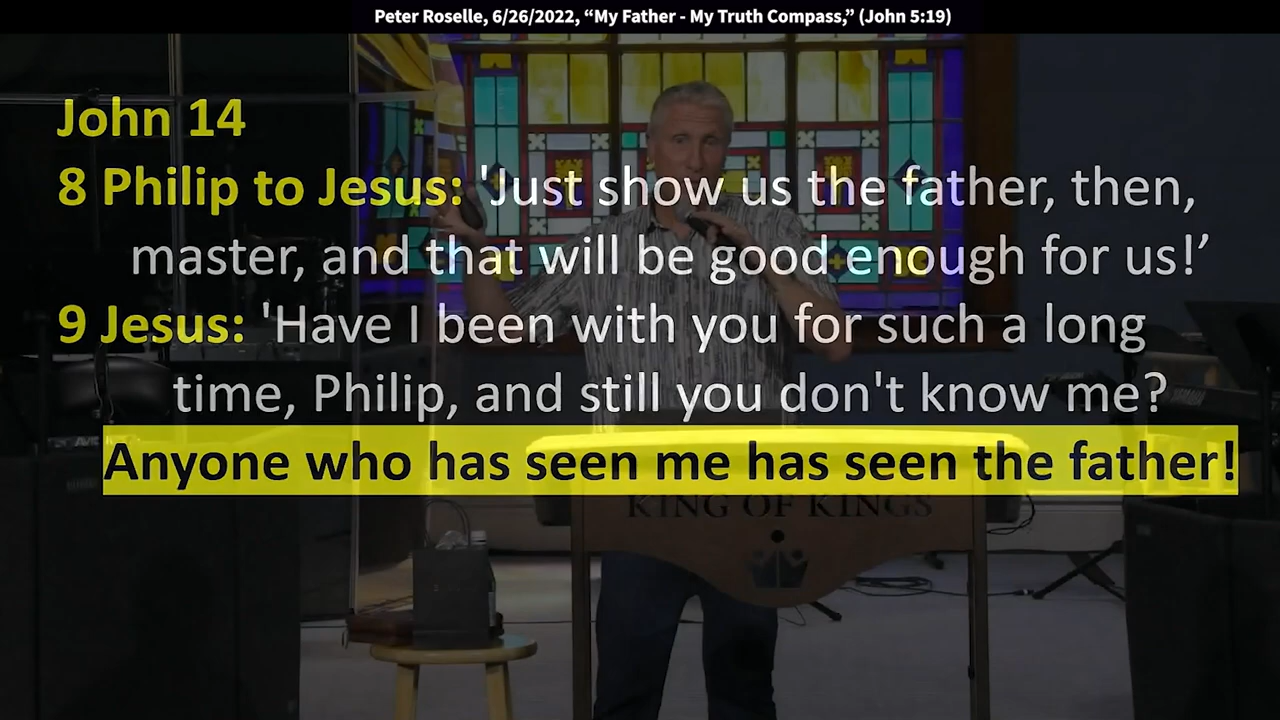 Peter Roselle, 6/26/2022, “My Father - My Truth Compass,” (John 5:19)
John 14
8 Philip to Jesus: 'Just show us the father, then,
master, and that will be good enough for us!’
9 Jesus: 'Have I been with you for such a long
time, Philip, and still you don't know me?
Anyone who has seen me has seen the father!
KING OF KINGS